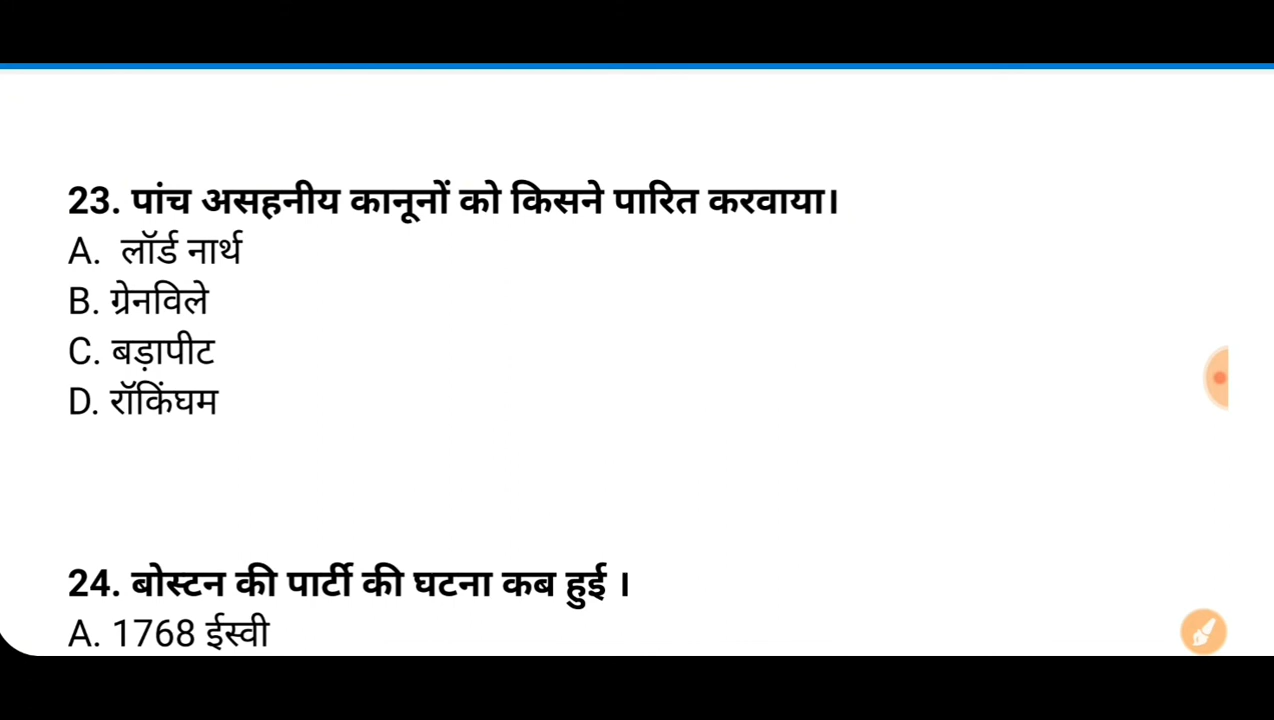 23. पांच असहनीय कानूनों को किसने पारित करवाया।
A. लॉर्ड नार्थ
B. ग्रेनविले
C. बड़ापीट
D. रॉकिंघम
24. बोस्टन की पार्टी की घटना कब हुई ।
A. 1768 ईस्वी